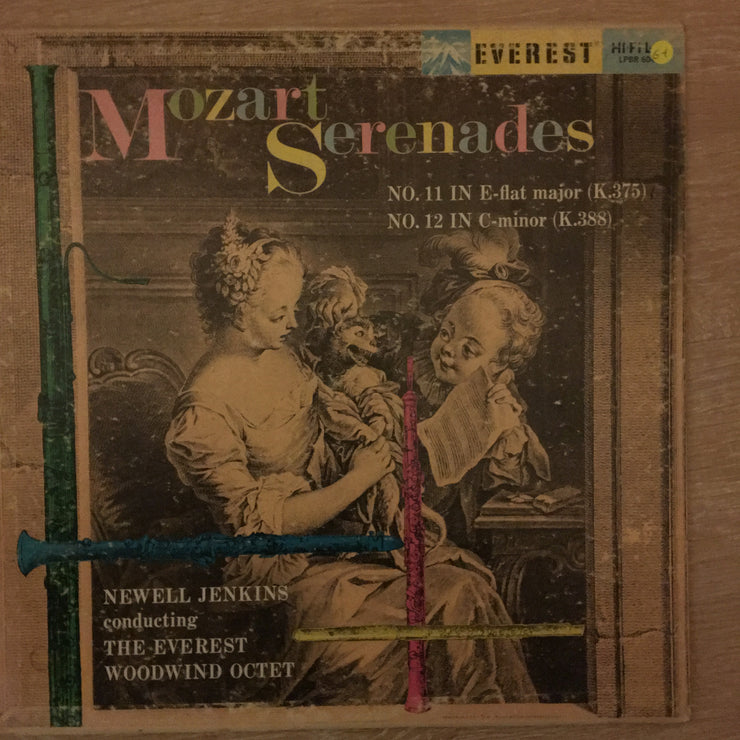 EVEREST
HI-FI
LPBR
Mozart
Serenades
NO. 11 IN E-flat major (K.375)
NO. 12 IN C-minor (K.388)
NEWELL JENKINS
conducting
THE EVEREST
WOODWIND OCTET